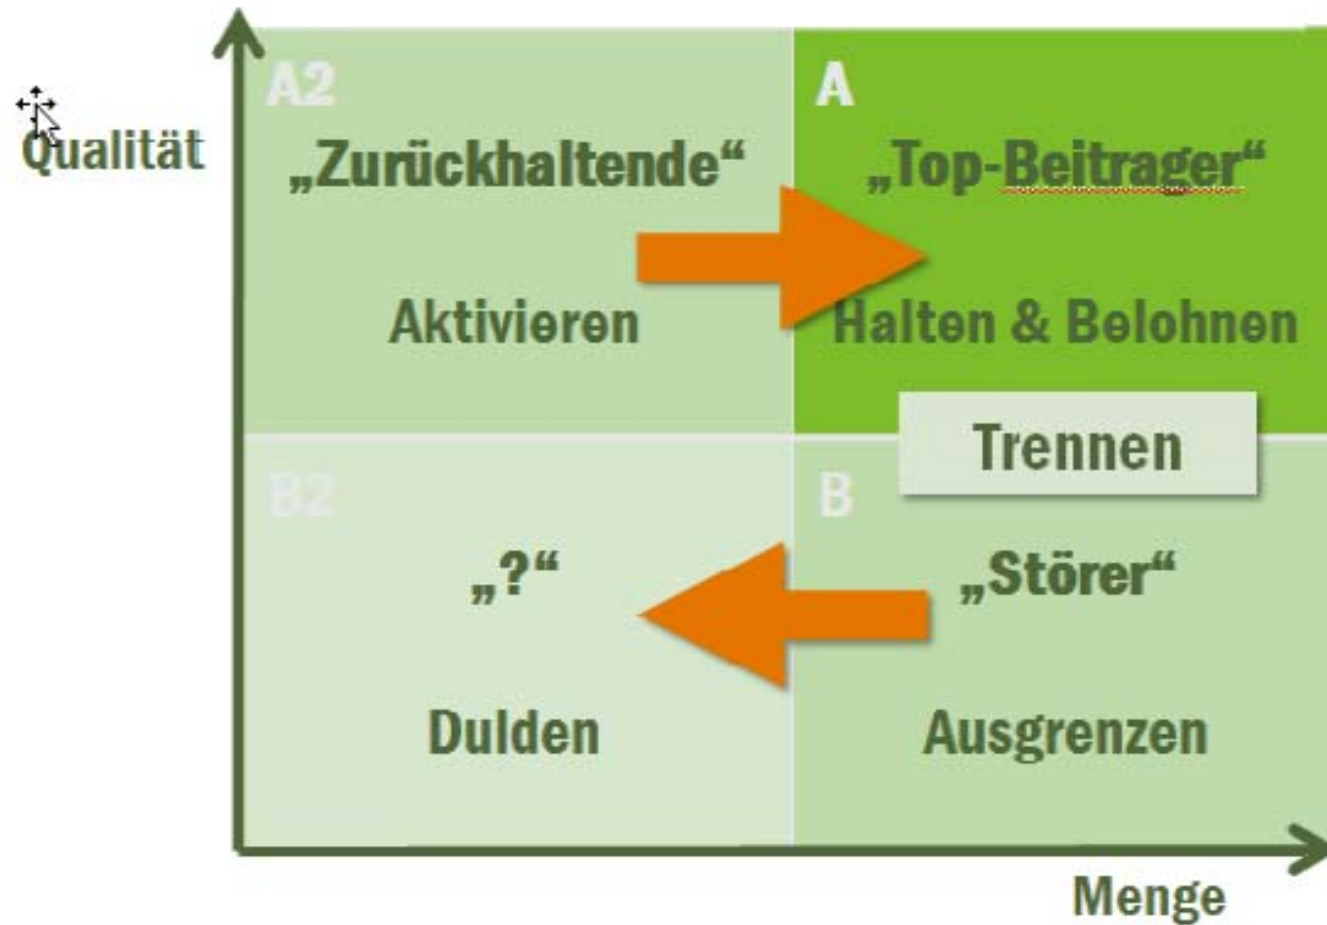 Qualität
A2
„Zurückhaltende“
Aktivieren
A
„Top-Beitrager“
Halten & Belohnen
Trennen
B2
„?“
Dulden
B
„Störer“
Ausgrenzen
Menge